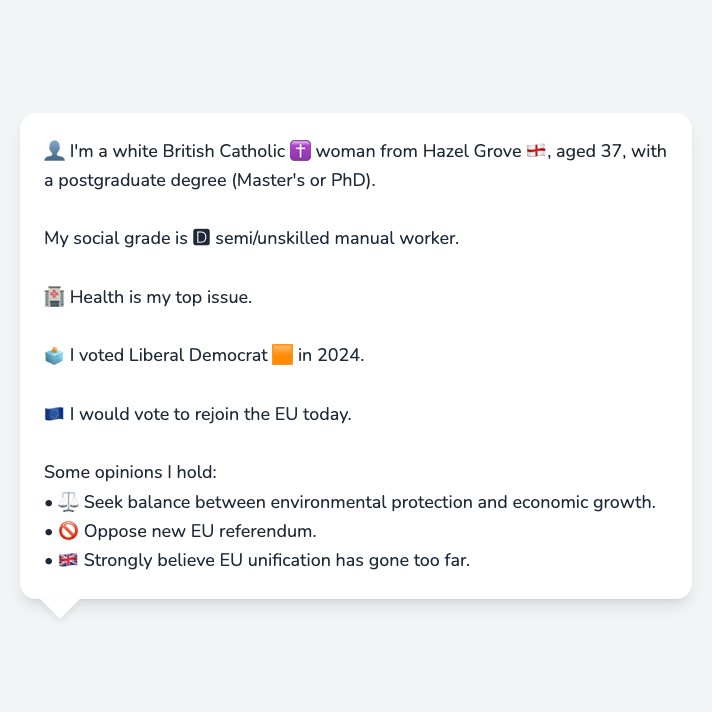 👤 I'm a white British Catholic ✝️ woman from Hazel Grove 🏴󠁧󠁢󠁥󠁮󠁧󠁿, aged 37, with
a postgraduate degree (Master's or PhD).
My social grade is 🅳 semi/unskilled manual worker.
🏥 Health is my top issue.
🗳️ I voted Liberal Democrat 🟧 in 2024.
🇪🇺 I would vote to rejoin the EU today.
Some opinions I hold:
• ⚖️ Seek balance between environmental protection and economic growth.
• 🚫 Oppose new EU referendum.
• 🇬🇧 Strongly believe EU unification has gone too far.